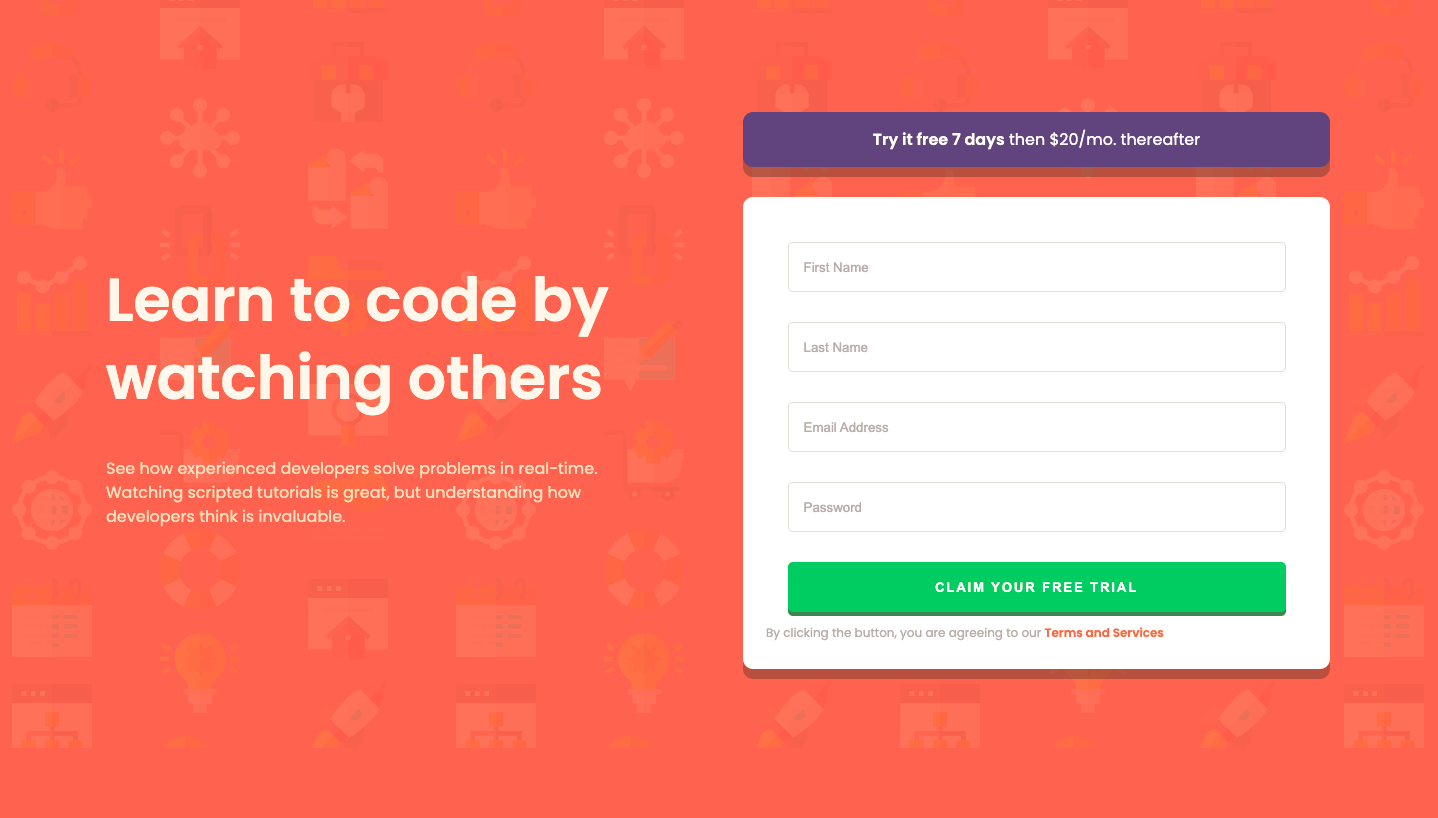 Learn to code by
watching others
See how experienced developers solve problems in real-time.
Watching scripted tutorials is great, but understanding how
developers think is invaluable.
Try it free 7 days then $20/mo. thereafter
First Name
Last Name
Email Address
Password
CLAIM YOUR FREE TRIAL
By clicking the button, you are agreeing to our Terms and Services